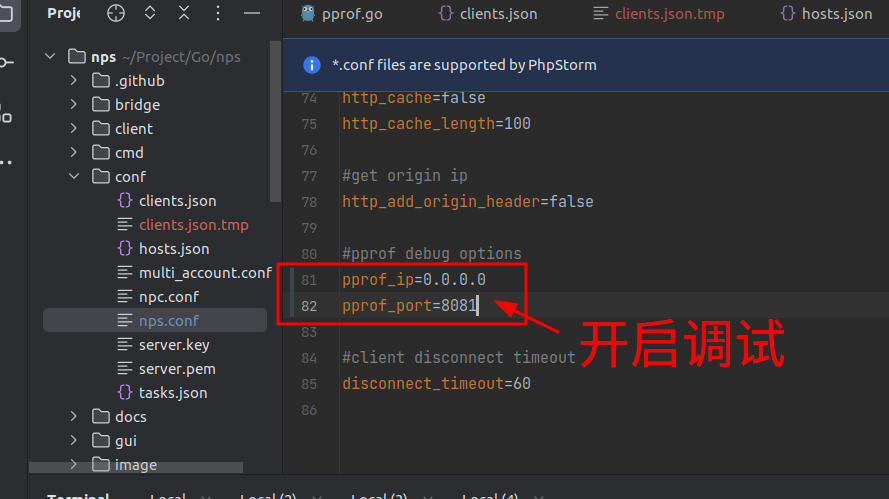 Proje
pprof.go
clients.json
clients.json.tmp
hosts.json
*.conf files are supported by PhpStorm
nps ~/Project/Go/nps
.github
bridge
client
cmd
conf
clients.json
clients.json.tmp
hosts.json
multi_account.conf
npc.conf
nps.conf
server.key
server.pem
tasks.json
docs
gui
image
74 http_cache=false
75 http_cache_length=100
76
77 #get origin ip
78 http_add_origin_header=false
79
80 #pprof debug options
81 pprof_ip=0.0.0.0
82 pprof_port=8081
83
84 #client disconnect timeout
85 disconnect_timeout=60
86
开启调试
Terminal Local Local (2) Local (3) Local (4)